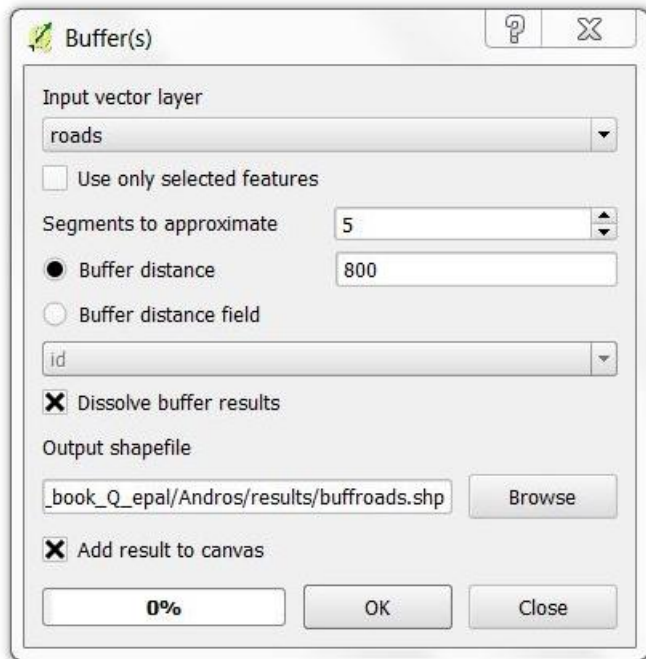 Buffer(s)
Input vector layer
roads
Use only selected features
Segments to approximate 5
Buffer distance 800
Buffer distance field
id
Dissolve buffer results
Output shapefile
_book_Q_epal/Andros/results/buffroads.shp Browse
Add result to canvas
0% OK Close